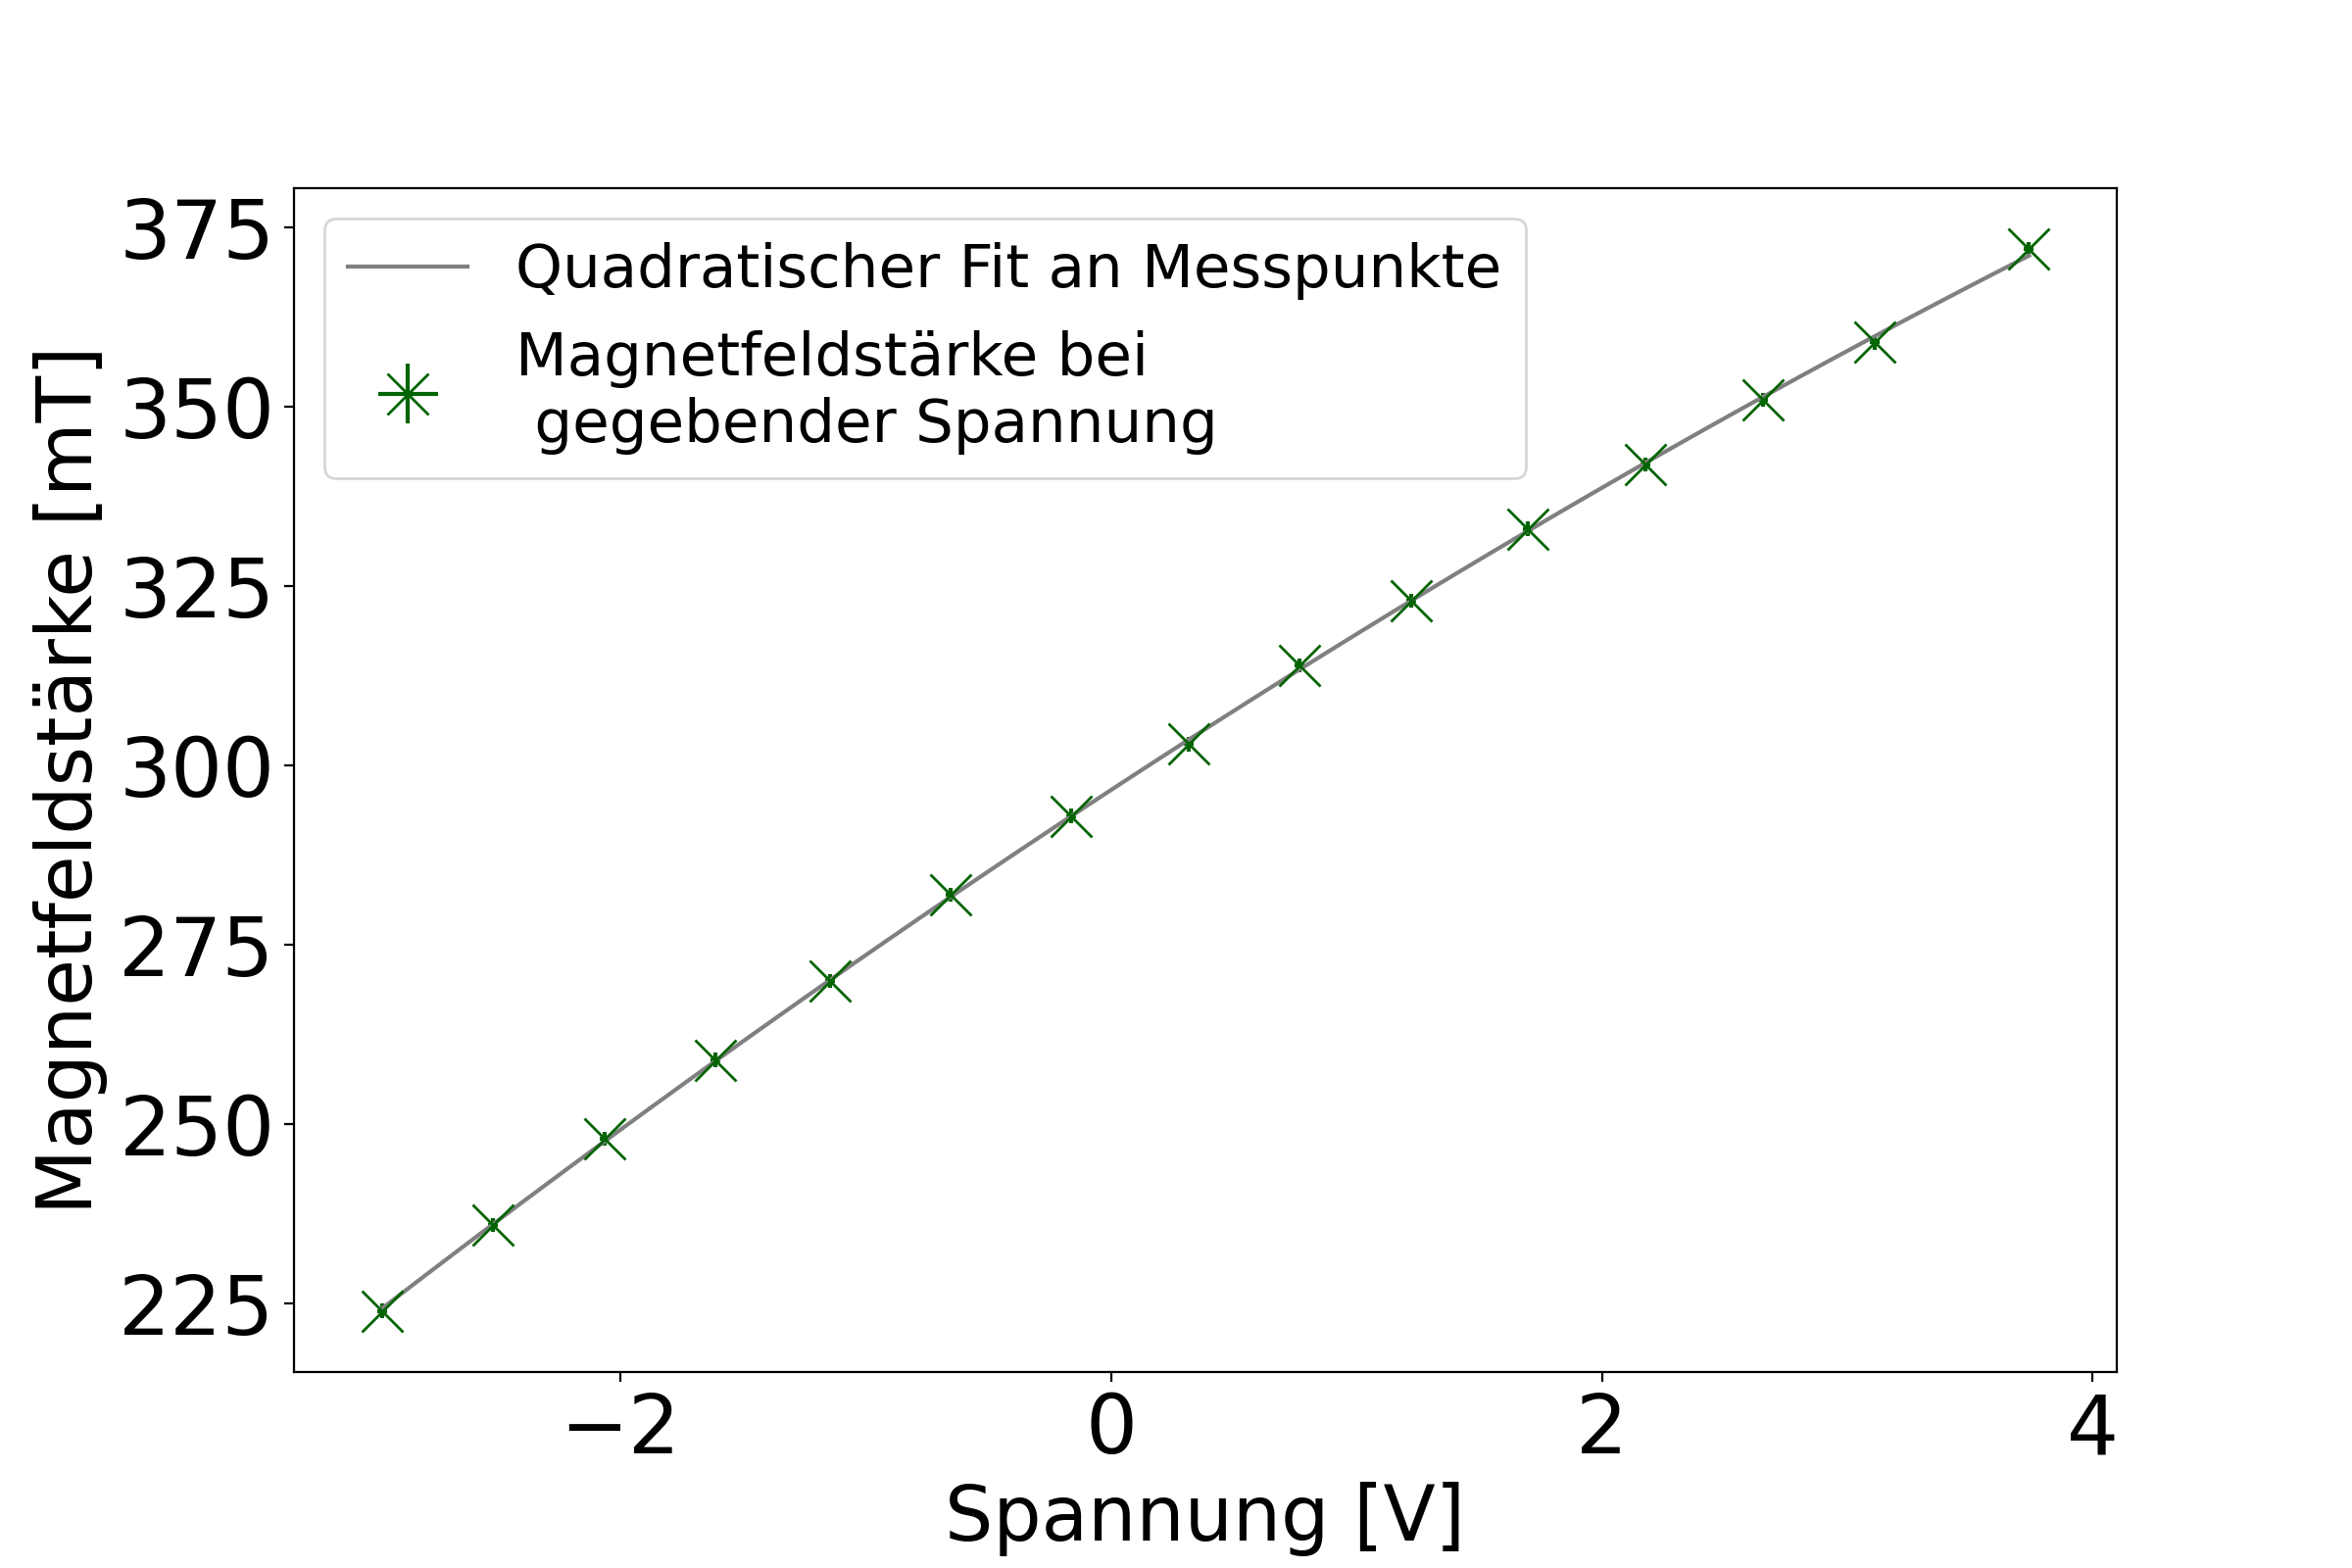 Quadratischer Fit an Messpunkte
Magnetfeldstärke bei
gegebender Spannung
Magnetfeldstärke [mT]
375
350
325
300
275
250
225
−2
0
2
4
Spannung [V]